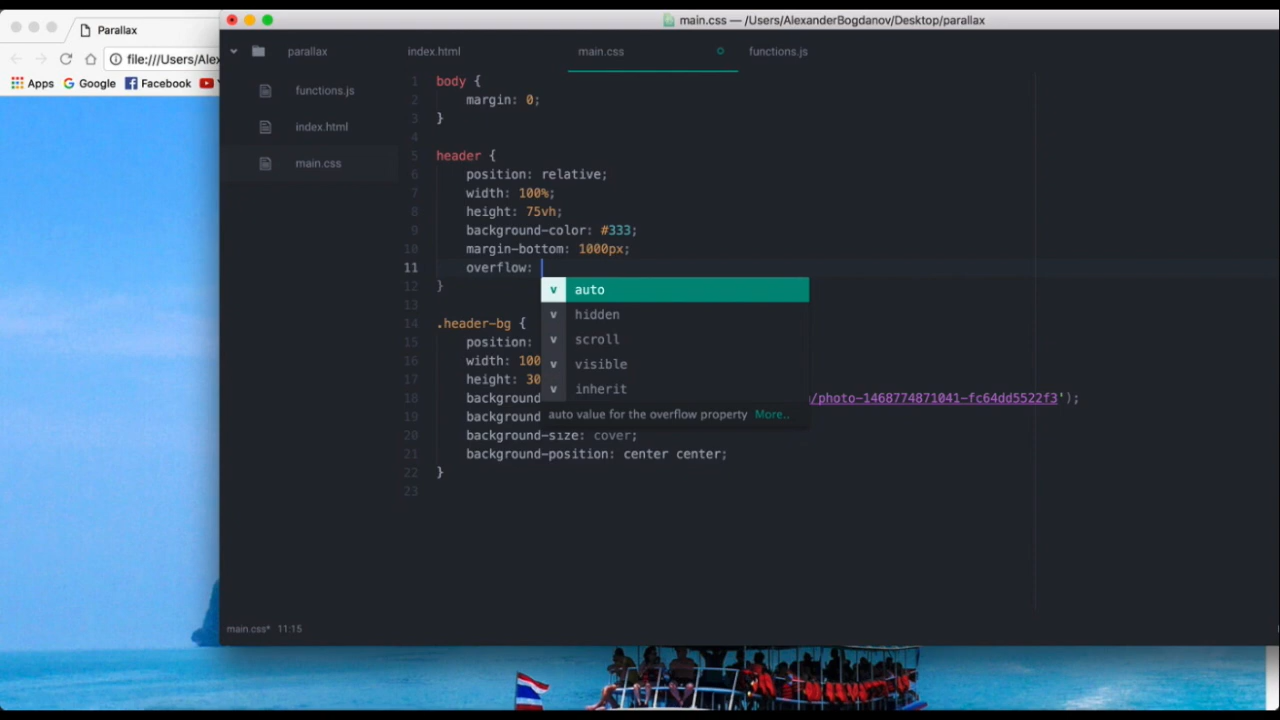 main.css — /Users/AlexanderBogdanov/Desktop/parallax
Parallax
file:///Users/Alex
Apps Google Facebook
parallax
functions.js
index.html
main.css
index.html main.css functions.js
1 body {
2 margin: 0;
3 }
4
5 header {
6 position: relative;
7 width: 100%;
8 height: 75vh;
9 background-color: #333;
10 margin-bottom: 1000px;
11 overflow:
12 }
13
14 .header-bg {
15 position:
16 width: 100
17 height: 30
18 background /photo-1468774871041-fc64dd5522f3');
19 background
20 background-size: cover;
21 background-position: center center;
22 }
23
v auto
v hidden
v scroll
v visible
v inherit
auto value for the overflow property More..
main.css* 11:15